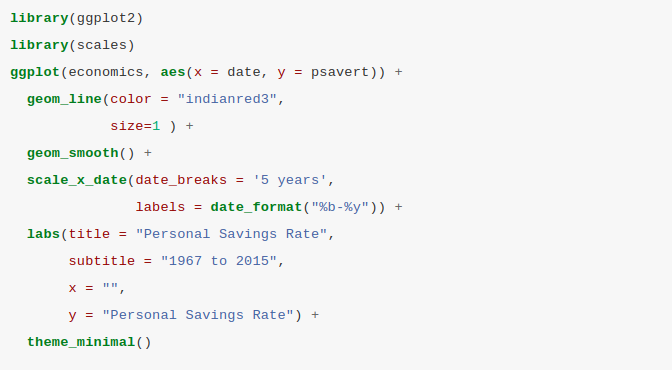 library(ggplot2)
library(scales)
ggplot(economics, aes(x = date, y = psavert)) +
  geom_line(color = "indianred3",
            size=1 ) +
  geom_smooth() +
  scale_x_date(date_breaks = '5 years',
               labels = date_format("%b-%y")) +
  labs(title = "Personal Savings Rate",
       subtitle = "1967 to 2015",
       x = "",
       y = "Personal Savings Rate") +
  theme_minimal()